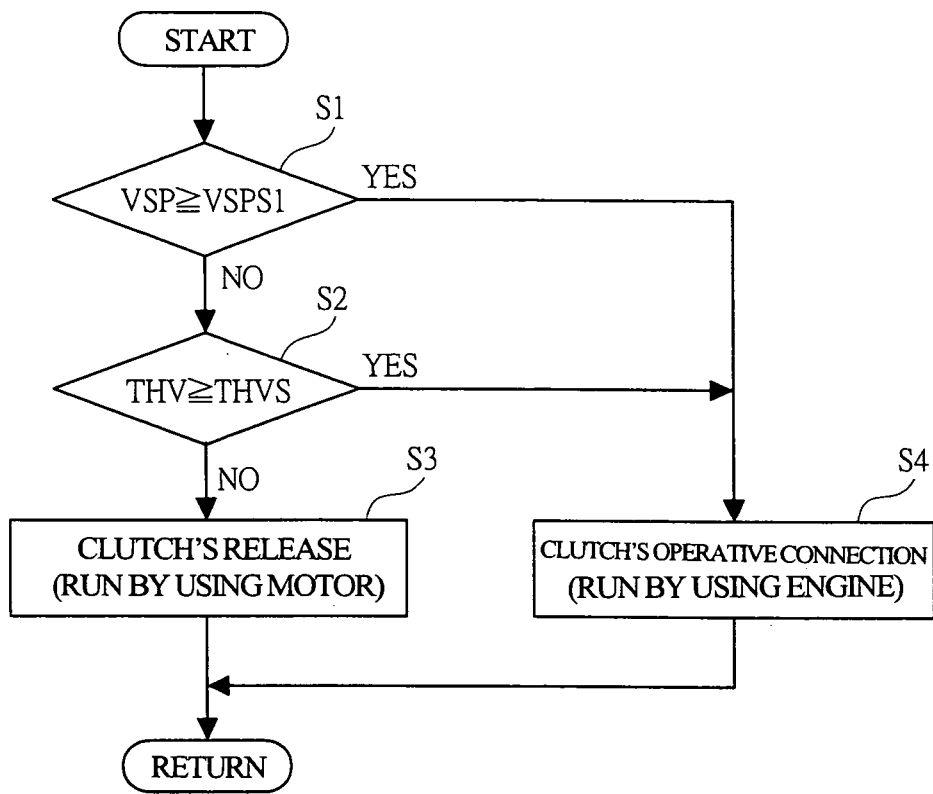 START
S1
VSP≧VSPS1
YES
NO
S2
THV≧THVS
YES
NO
S3
CLUTCH'S RELEASE
(RUN BY USING MOTOR)
S4
CLUTCH'S OPERATIVE CONNECTION
(RUN BY USING ENGINE)
RETURN